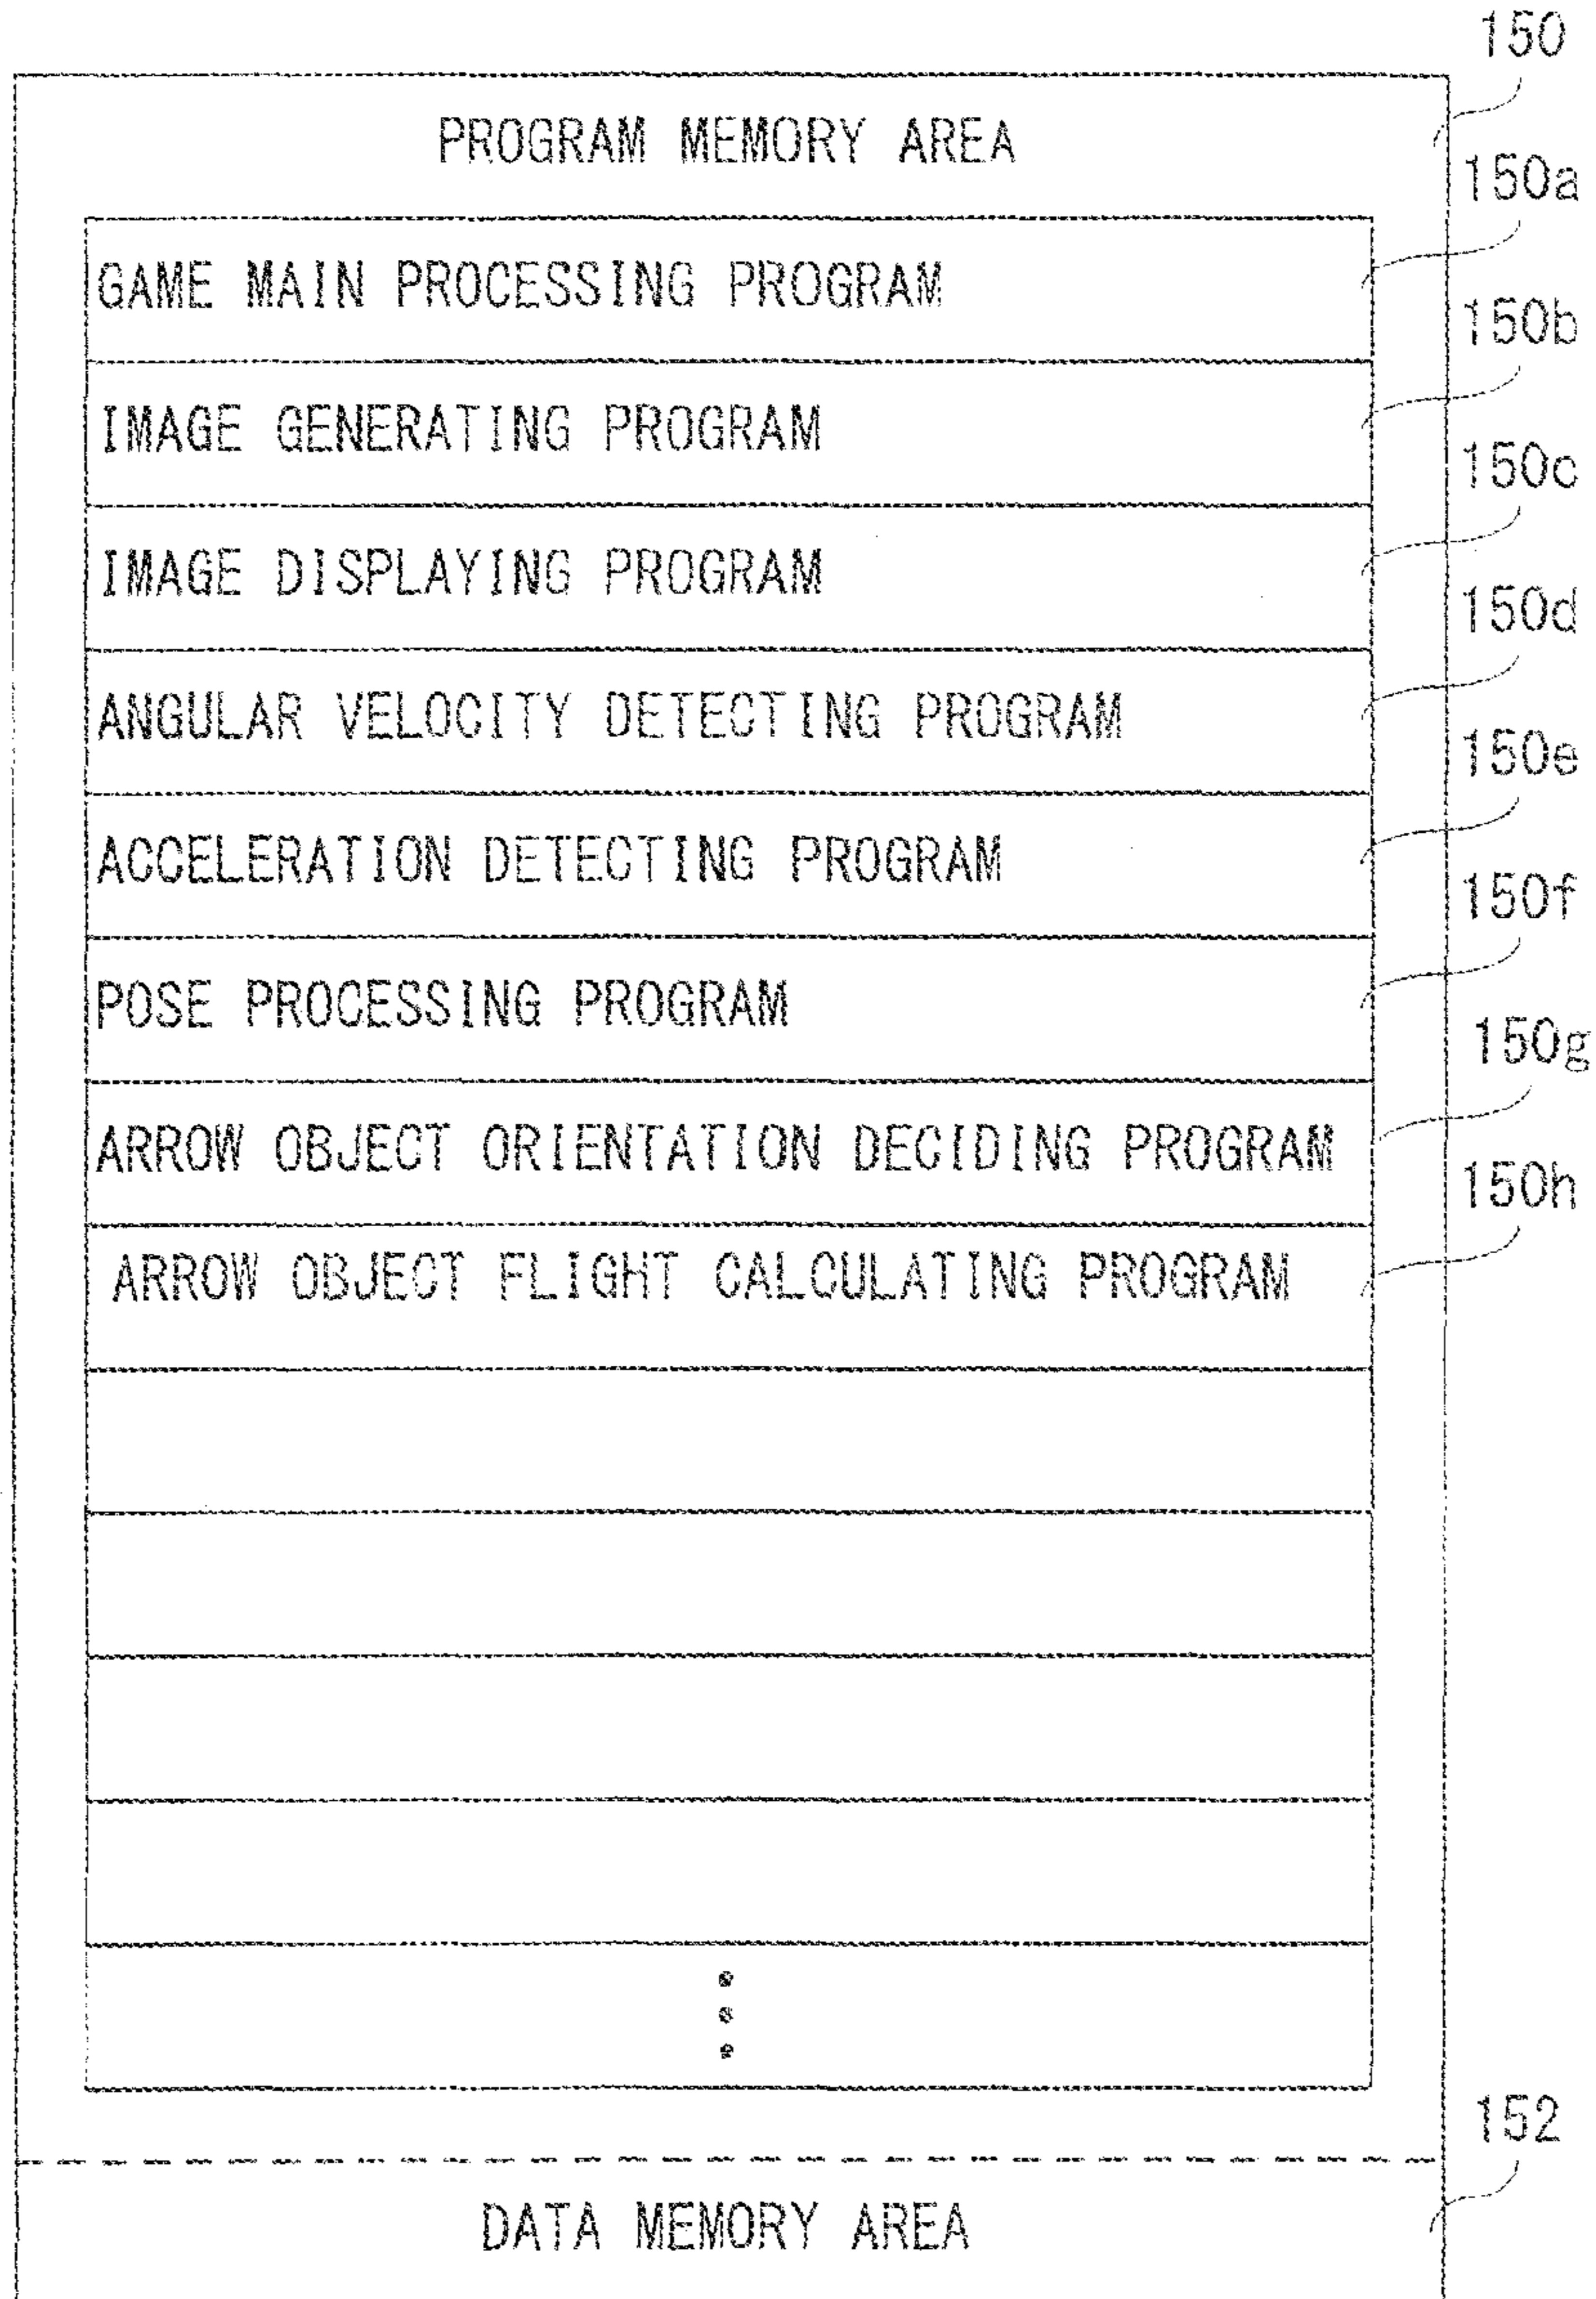 150
PROGRAM MEMORY AREA
150a
GAME MAIN PROCESSING PROGRAM
150b
IMAGE GENERATING PROGRAM
150c
IMAGE DISPLAYING PROGRAM
150d
ANGULAR VELOCITY DETECTING PROGRAM
150e
ACCELERATION DETECTING PROGRAM
150f
POSE PROCESSING PROGRAM
150g
ARROW OBJECT ORIENTATION DECIDING PROGRAM
150h
ARROW OBJECT FLIGHT CALCULATING PROGRAM
152
DATA MEMORY AREA